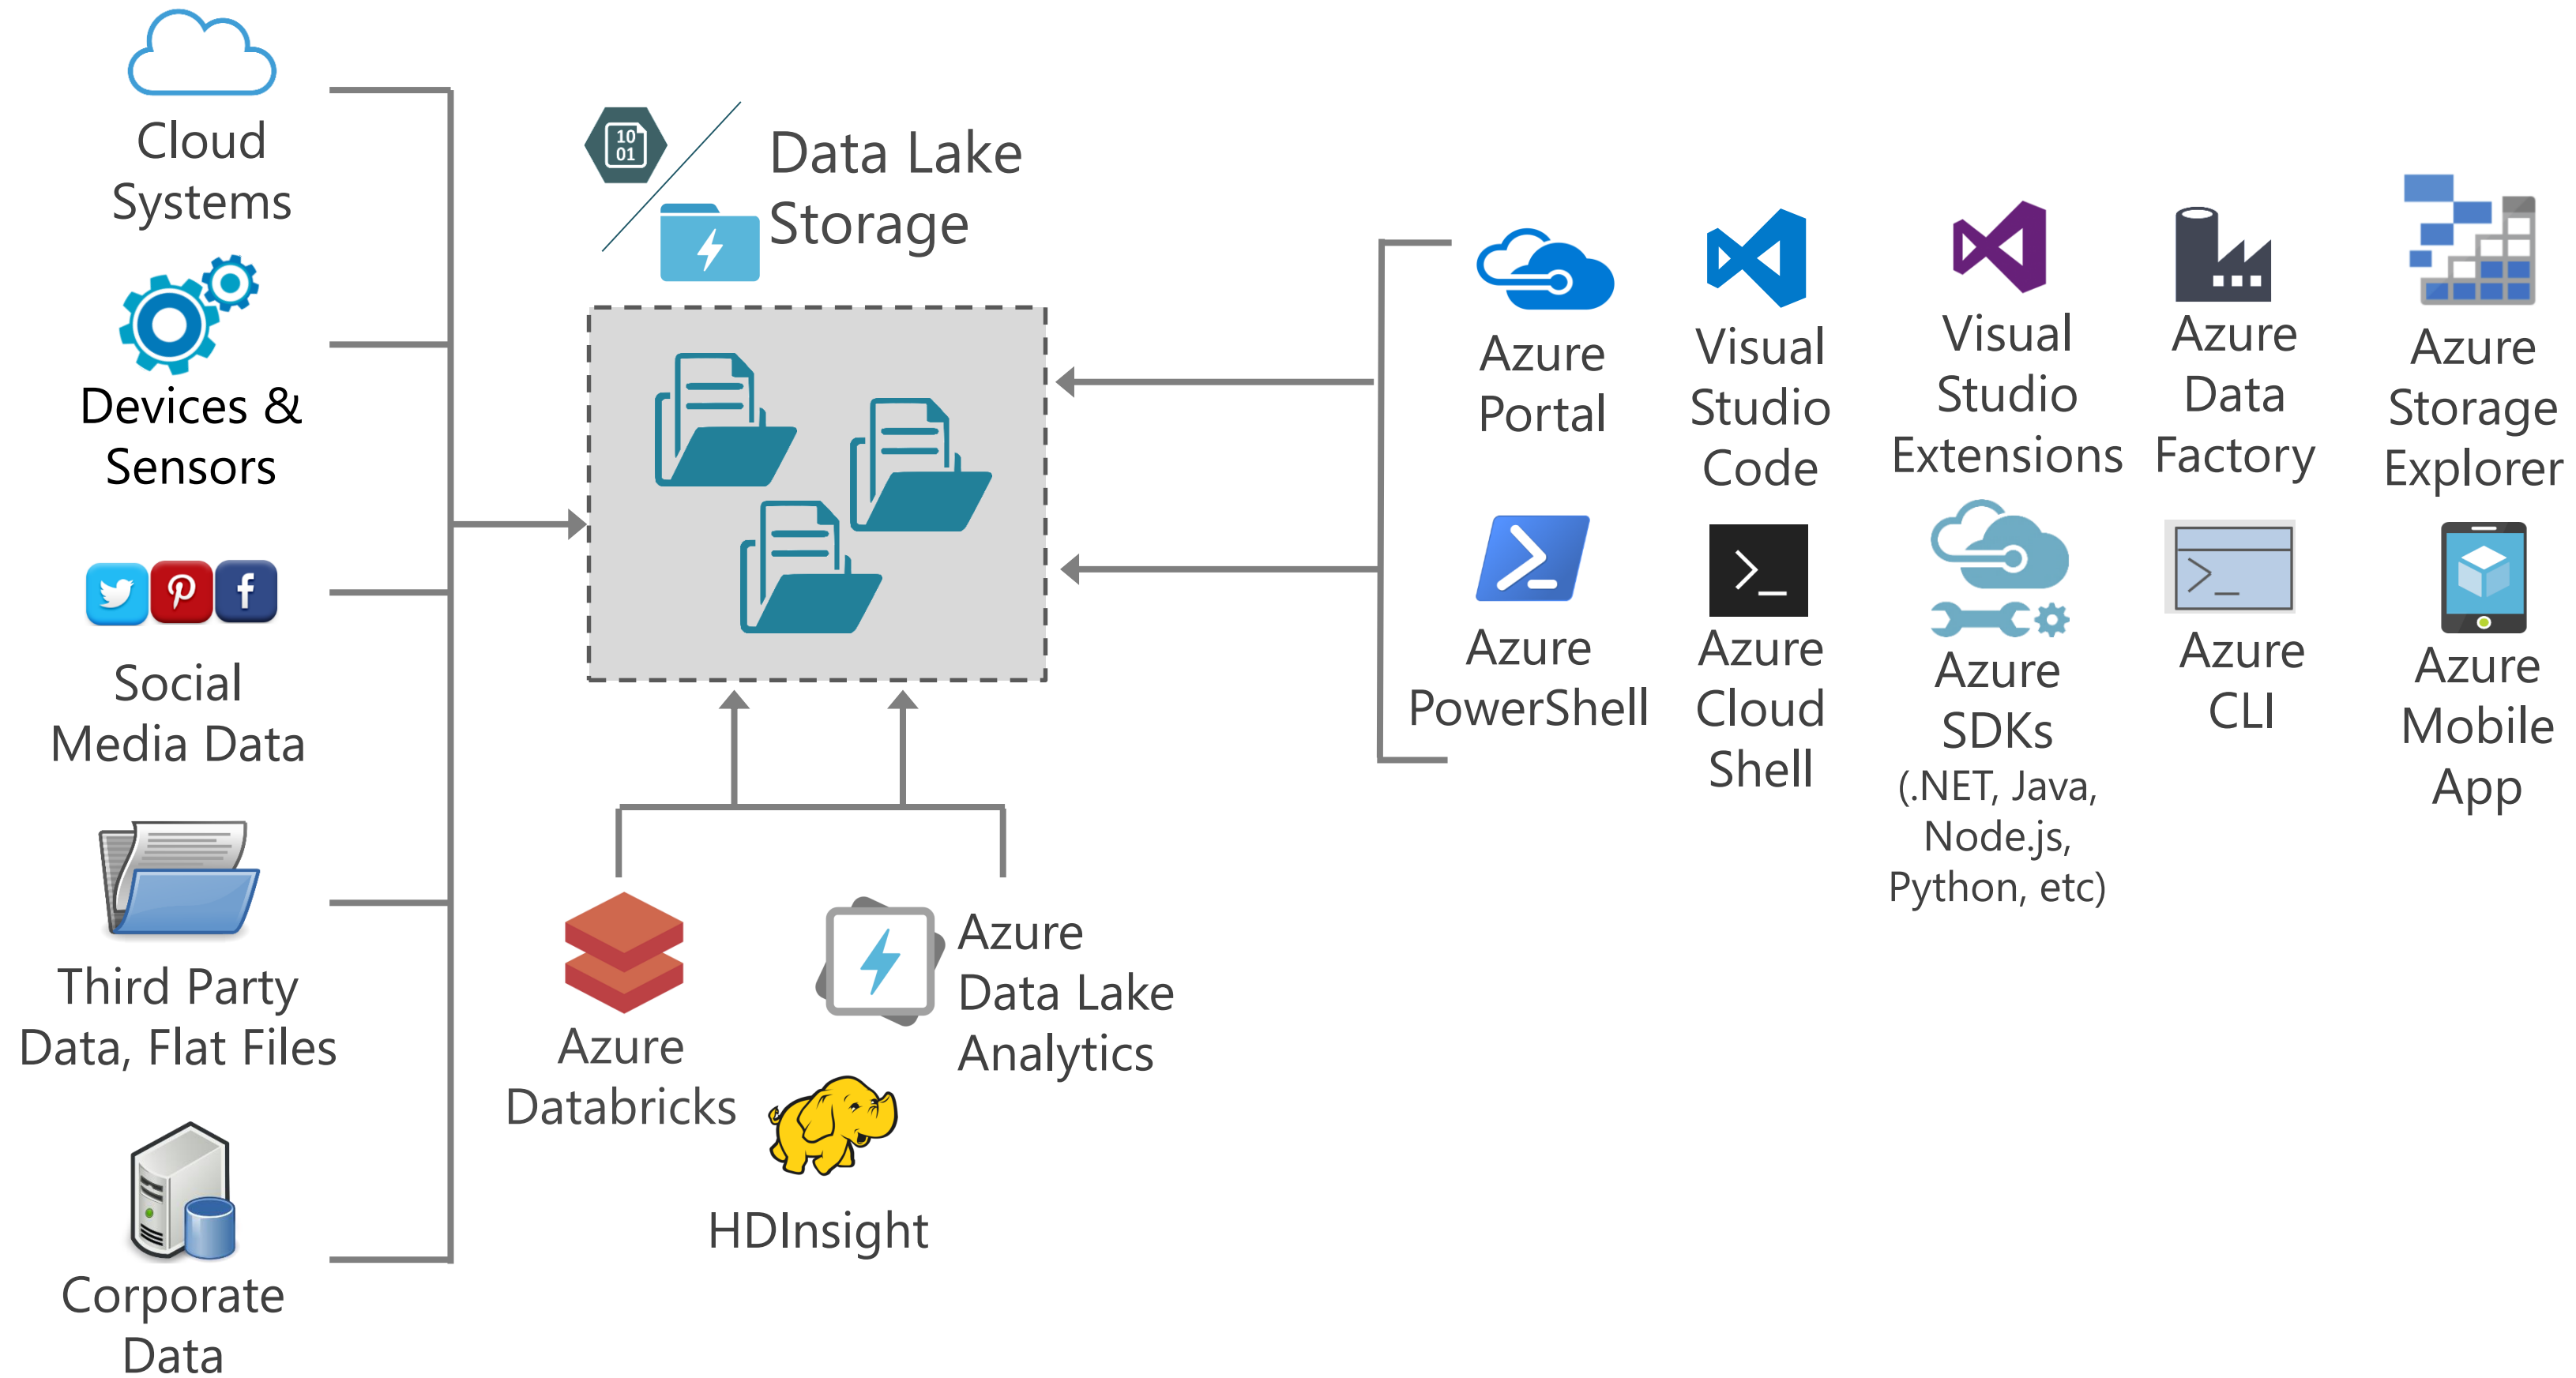 Cloud
Systems
Devices &
Sensors
Social
Media Data
Third Party
Data, Flat Files
Corporate
Data
10
01
Data Lake
Storage
Azure
Databricks
Azure
Data Lake
Analytics
HDInsight
Azure
Portal
Visual
Studio
Code
Visual
Studio
Extensions
Azure
Data
Factory
Azure
Storage
Explorer
Azure
PowerShell
Azure
Cloud
Shell
Azure
SDKs
(.NET, Java,
Node.js,
Python, etc)
Azure
CLI
Azure
Mobile
App